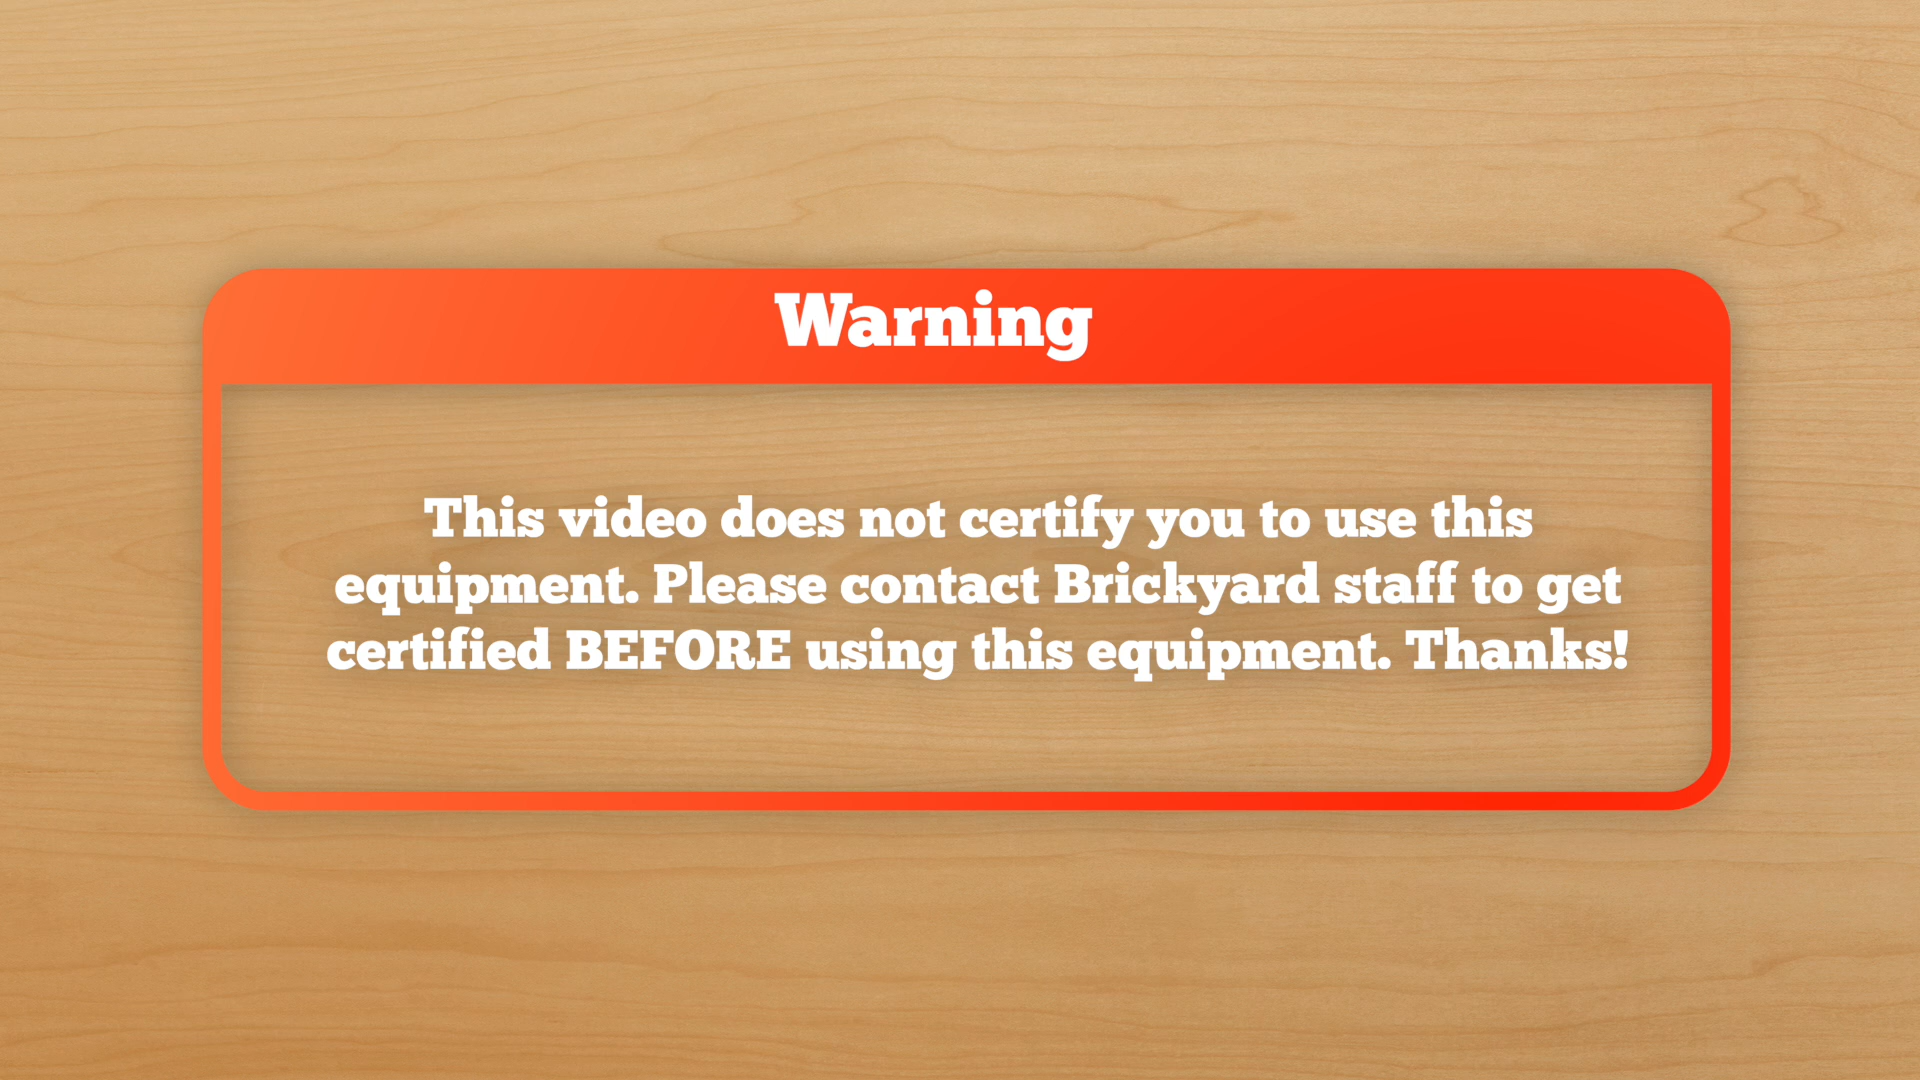 Warning
This video does not certify you to use this
equipment. Please contact Brickyard staff to get
certified BEFORE using this equipment. Thanks!